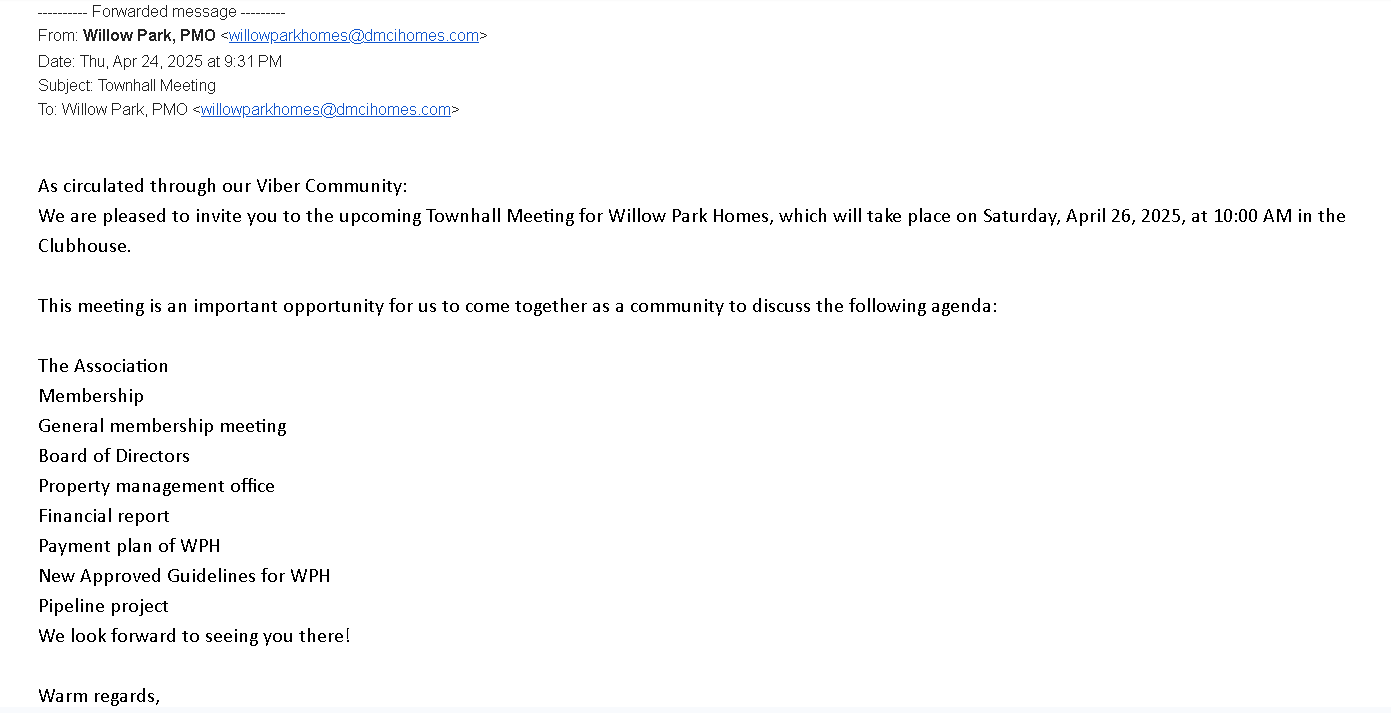 ---------- Forwarded message ---------
From: Willow Park, PMO <willowparkhomes@dmcihomes.com>
Date: Thu, Apr 24, 2025 at 9:31 PM
Subject: Townhall Meeting
To: Willow Park, PMO <willowparkhomes@dmcihomes.com>
As circulated through our Viber Community:
We are pleased to invite you to the upcoming Townhall Meeting for Willow Park Homes, which will take place on Saturday, April 26, 2025, at 10:00 AM in the
Clubhouse.
This meeting is an important opportunity for us to come together as a community to discuss the following agenda:
The Association
Membership
General membership meeting
Board of Directors
Property management office
Financial report
Payment plan of WPH
New Approved Guidelines for WPH
Pipeline project
We look forward to seeing you there!
Warm regards,